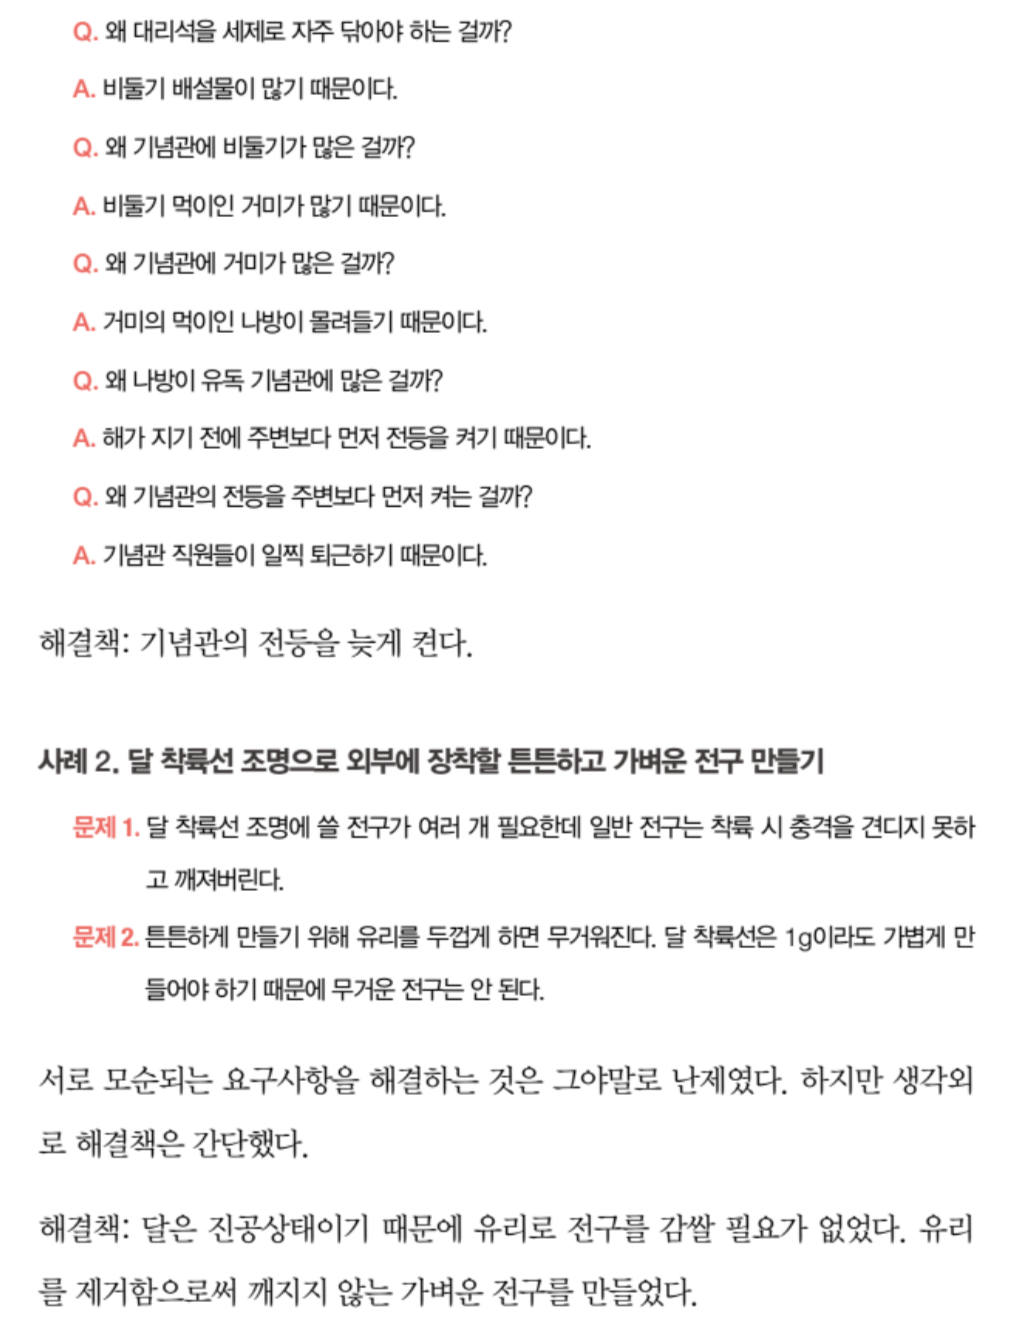 Q. 왜 대리석을 세제로 자주 닦아야 하는 걸까?
A. 비둘기 배설물이 많기 때문이다.
Q. 왜 기념관에 비둘기가 많은 걸까?
A. 비둘기 먹이인 거미가 많기 때문이다.
Q. 왜 기념관에 거미가 많은 걸까?
A. 거미의 먹이인 나방이 몰려들기 때문이다.
Q. 왜 나방이 유독 기념관에 많은 걸까?
A. 해가 지기 전에 주변보다 먼저 전등을 켜기 때문이다.
Q. 왜 기념관의 전등을 주변보다 먼저 켜는 걸까?
A. 기념관 직원들이 일찍 퇴근하기 때문이다.
해결책: 기념관의 전등을 늦게 켠다.
사례 2. 달 착륙선 조명으로 외부에 장착할 튼튼하고 가벼운 전구 만들기
문제 1. 달 착륙선 조명에 쓸 전구가 여러 개 필요한데 일반 전구는 착륙 시 충격을 견디지 못하
고 깨져버린다.
문제 2. 튼튼하게 만들기 위해 유리를 두껍게 하면 무거워진다. 달 착륙선은 1g이라도 가볍게 만
들어야 하기 때문에 무거운 전구는 안 된다.
서로 모순되는 요구사항을 해결하는 것은 그야말로 난제였다. 하지만 생각외
로 해결책은 간단했다.
해결책: 달은 진공상태이기 때문에 유리로 전구를 감쌀 필요가 없었다. 유리
를 제거함으로써 깨지지 않는 가벼운 전구를 만들었다.